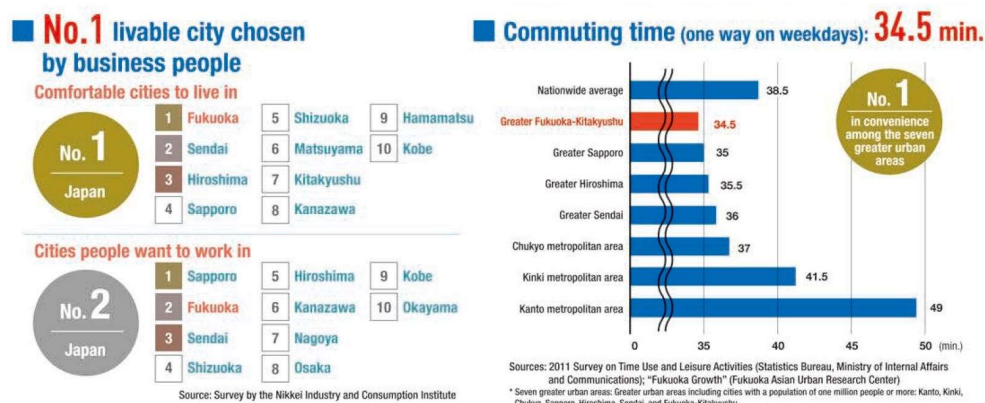 No.1 livable city chosen
by business people
Comfortable cities to live in
No. 1
Japan
1 Fukuoka
2 Sendai
3 Hiroshima
4 Sapporo
5 Shizuoka
6 Matsuyama
7 Kitakyushu
8 Kanazawa
9 Hamamatsu
10 Kobe
Cities people want to work in
No. 2
Japan
1 Sapporo
2 Fukuoka
3 Sendai
4 Shizuoka
5 Hiroshima
6 Kanazawa
7 Nagoya
8 Osaka
9 Kobe
10 Okayama
Source: Survey by the Nikkei Industry and Consumption Institute
Commuting time (one way on weekdays): 34.5 min.
Nationwide average 38.5
Greater Fukuoka-Kitakyushu 34.5
Greater Sapporo 35
Greater Hiroshima 35.5
Greater Sendai 36
Chukyo metropolitan area 37
Kinki metropolitan area 41.5
Kanto metropolitan area 49
0 35 40 45 50 (min.)
No. 1
in convenience
among the seven
greater urban
areas
Sources: 2011 Survey on Time Use and Leisure Activities (Statistics Bureau, Ministry of Internal Affairs
and Communications); "Fukuoka Growth" (Fukuoka Asian Urban Research Center)
* Seven greater urban areas: Greater urban areas including cities with a population of one million people or more: Kanto, Kinki,
Chukyo, Sapporo, Hiroshima, Sendai, and Fukuoka-Kitakyushu